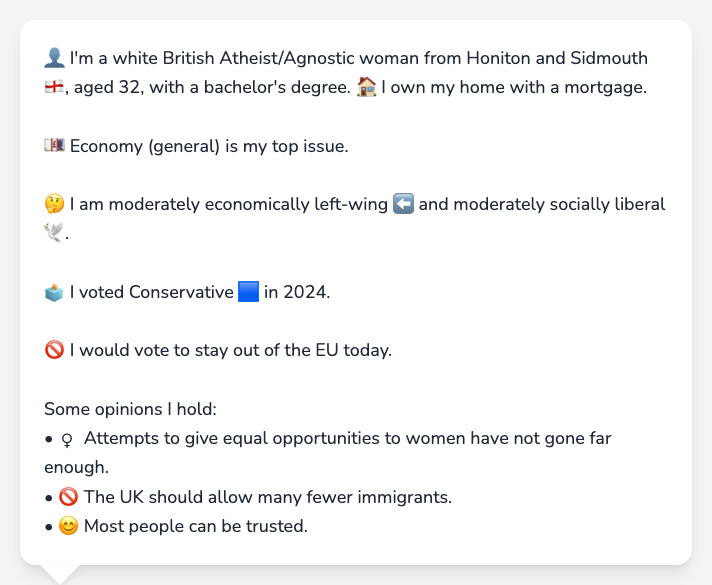 👤 I'm a white British Atheist/Agnostic woman from Honiton and Sidmouth
🏴󠁧󠁢󠁥󠁮󠁧󠁿, aged 32, with a bachelor's degree. 🏠 I own my home with a mortgage.
💷 Economy (general) is my top issue.
🤔 I am moderately economically left-wing ⬅️ and moderately socially liberal
🕊️.
🗳️ I voted Conservative 🟦 in 2024.
🚫 I would vote to stay out of the EU today.
Some opinions I hold:
• ♀ Attempts to give equal opportunities to women have not gone far
enough.
• 🚫 The UK should allow many fewer immigrants.
• 😊 Most people can be trusted.